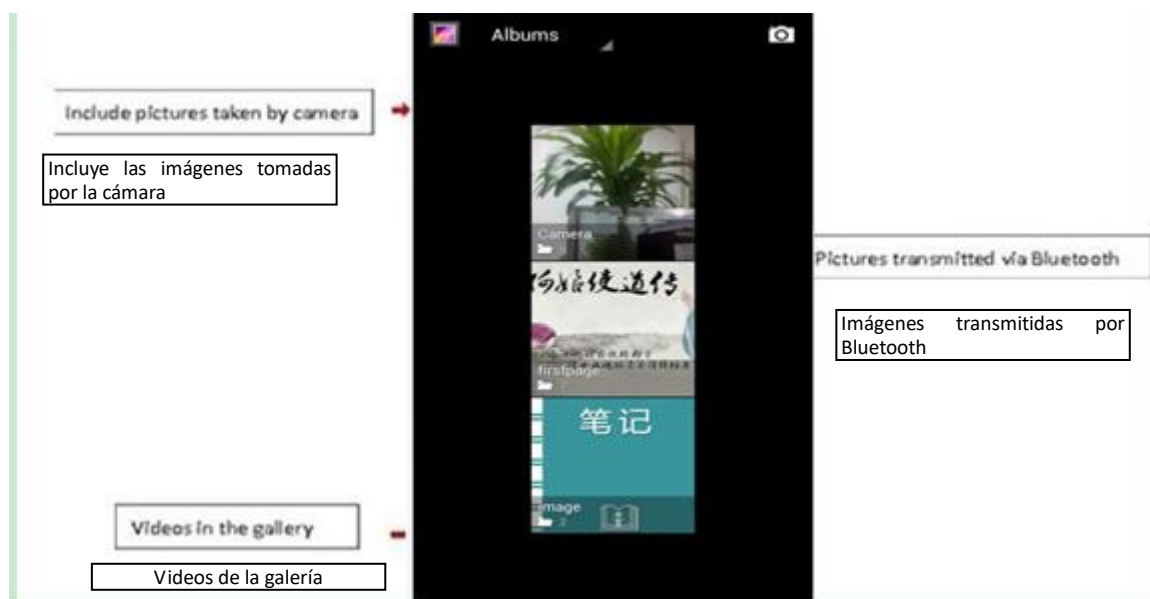 Albums
Include pictures taken by camera
Incluye las imágenes tomadas
por la cámara
Camera
Pictures transmitted via Bluetooth
Imágenes transmitidas por
Bluetooth
firstpage
笔记
image
2
Videos in the gallery
Videos de la galería